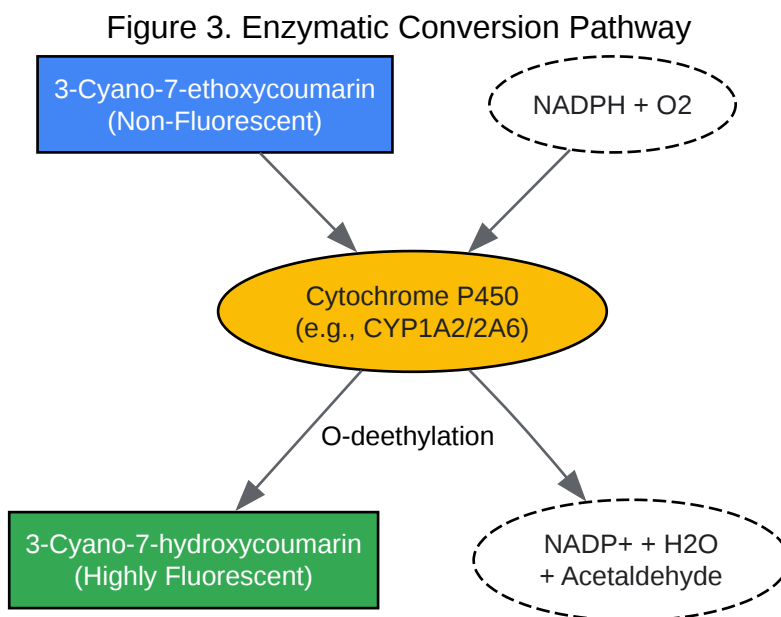 Figure 3. Enzymatic Conversion Pathway
3-Cyano-7-ethoxycoumarin
(Non-Fluorescent)
NADPH + O2
Cytochrome P450
(e.g., CYP1A2/2A6)
O-deethylation
3-Cyano-7-hydroxycoumarin
(Highly Fluorescent)
NADP+ + H2O
+ Acetaldehyde